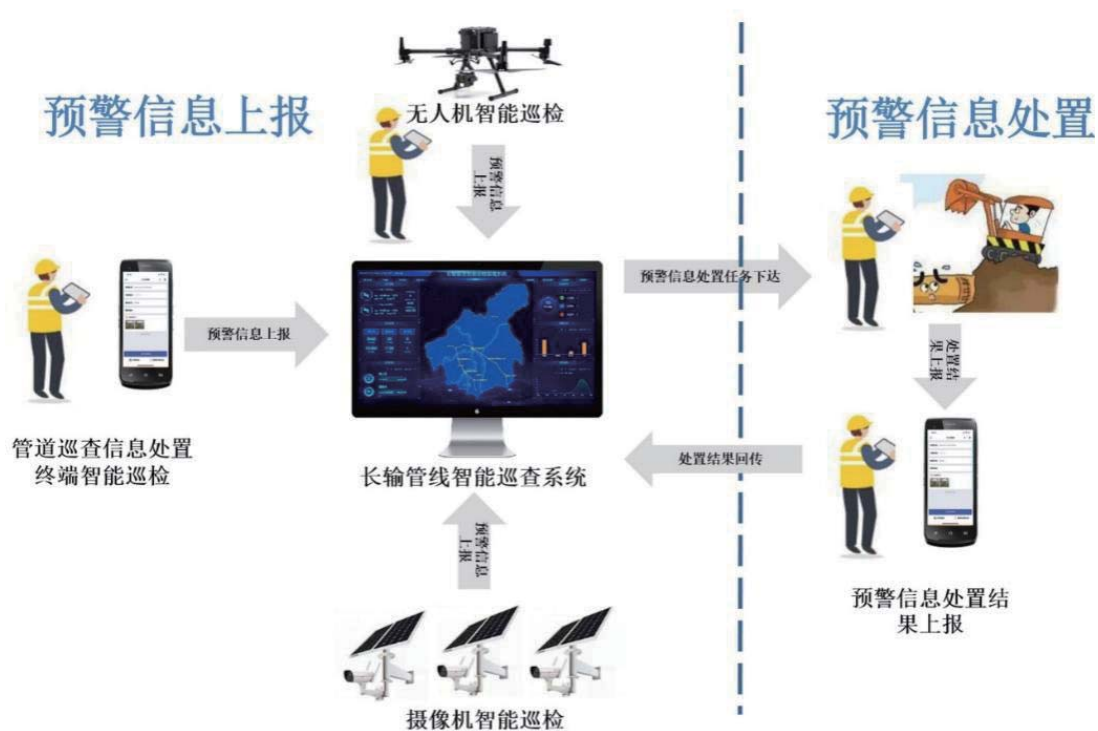 预警信息上报
预警信息处置
无人机智能巡检
预警信息
上报
预警信息上报
管道巡查信息处置
终端智能巡检
长输管线智能巡查系统
预警信息处置任务下达
处置结
果上报
处置结果回传
预警信息处置结
果上报
预警信息
上报
摄像机智能巡检